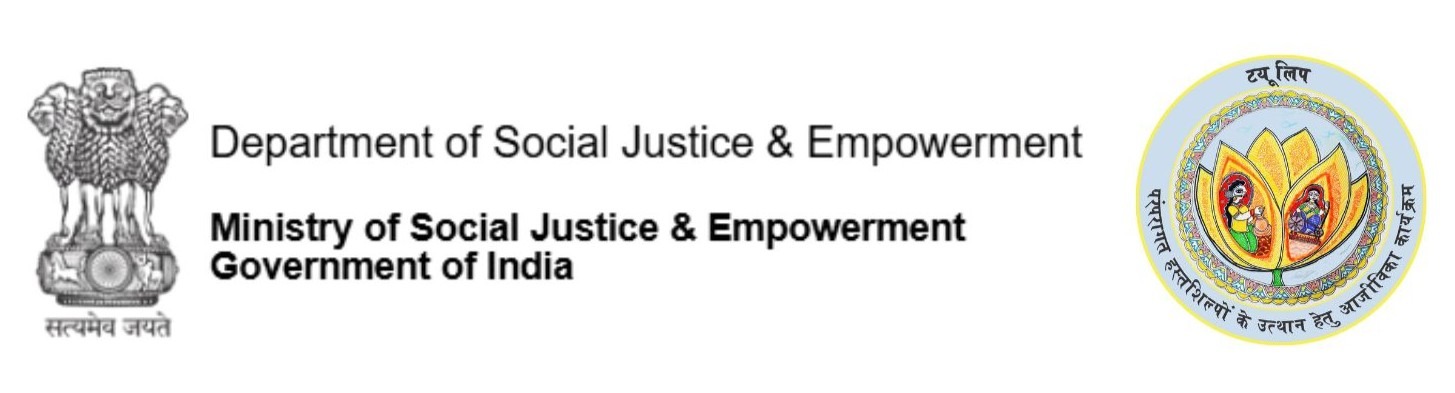 Department of Social Justice & Empowerment
Ministry of Social Justice & Empowerment
Government of India
सत्यमेव जयते
टयूलिप
परंपरागत हस्तशिल्पों के उत्थान हेतु आजीविका कार्यक्रम